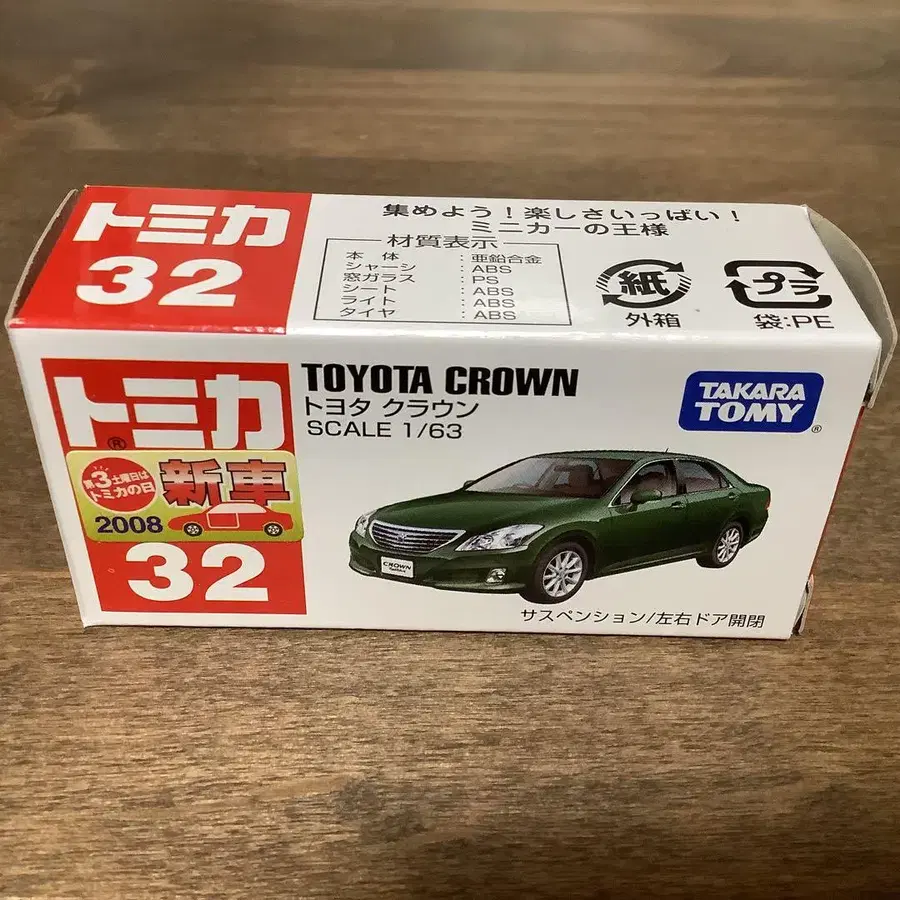 トミカ
32
集めよう！楽しさいっぱい！
ミニカーの王様
材質表示
本体：亜鉛合金
シャーシ：ABS
窓ガラス：PS
シート：ABS
ライト：ABS
タイヤ：ABS
紙
外箱
プラ
袋:PE
トミカ®
第3土曜日は
トミカの日
新車
2008
32
TOYOTA CROWN
トヨタ クラウン
SCALE 1/63
TAKARA
TOMY®
CROWN
サスペンション/左右ドア開閉